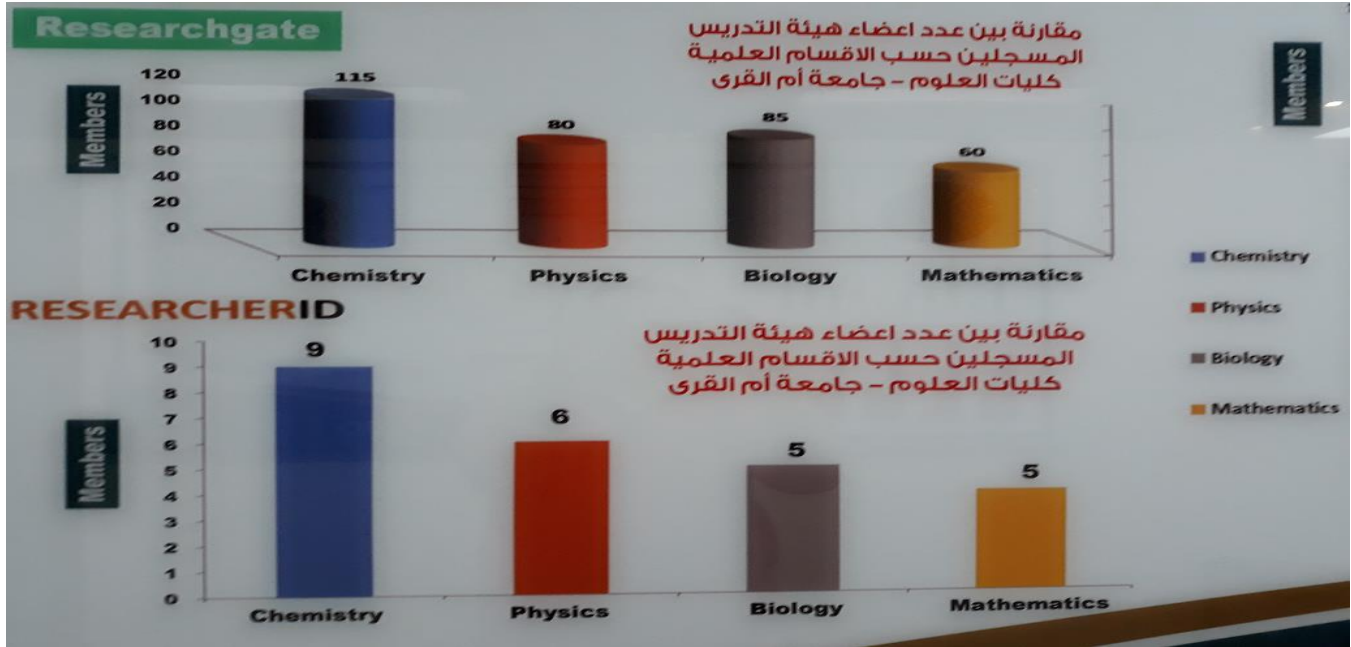 Researchgate
مقارنة بين عدد اعضاء هيئة التدريس
المسجلين حسب الاقسام العلمية
كليات العلوم – جامعة أم القرى
Members
Members
120
100
80
60
40
20
0
115
80
85
60
Chemistry Physics Biology Mathematics
RESEARCHERID
مقارنة بين عدد اعضاء هيئة التدريس
المسجلين حسب الاقسام العلمية
كليات العلوم – جامعة أم القرى
Members
10
9
8
7
6
5
4
3
2
1
0
9
6
5
5
Chemistry Physics Biology Mathematics
Chemistry
Physics
Biology
Mathematics